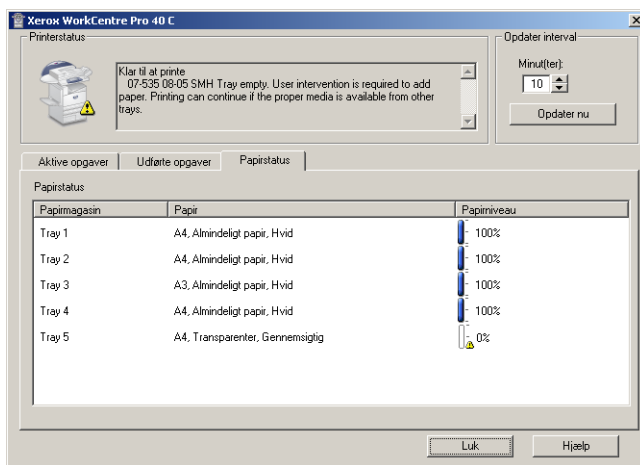 Xerox WorkCentre Pro 40 C
Printerstatus
Klar til at printe
07-535 08-05 SMH Tray empty. User intervention is required to add
paper. Printing can continue if the proper media is available from other
trays.
Opdater interval
Minut(ter):
10
Opdater nu
Aktive opgaver Udførte opgaver Papirstatus
Papirstatus
Papirmagasin Papir Papirniveau
Tray 1 A4, Almindeligt papir, Hvid 100%
Tray 2 A4, Almindeligt papir, Hvid 100%
Tray 3 A3, Almindeligt papir, Hvid 100%
Tray 4 A4, Almindeligt papir, Hvid 100%
Tray 5 A4, Transparenter, Gennemsigtig 0%
Luk Hjælp